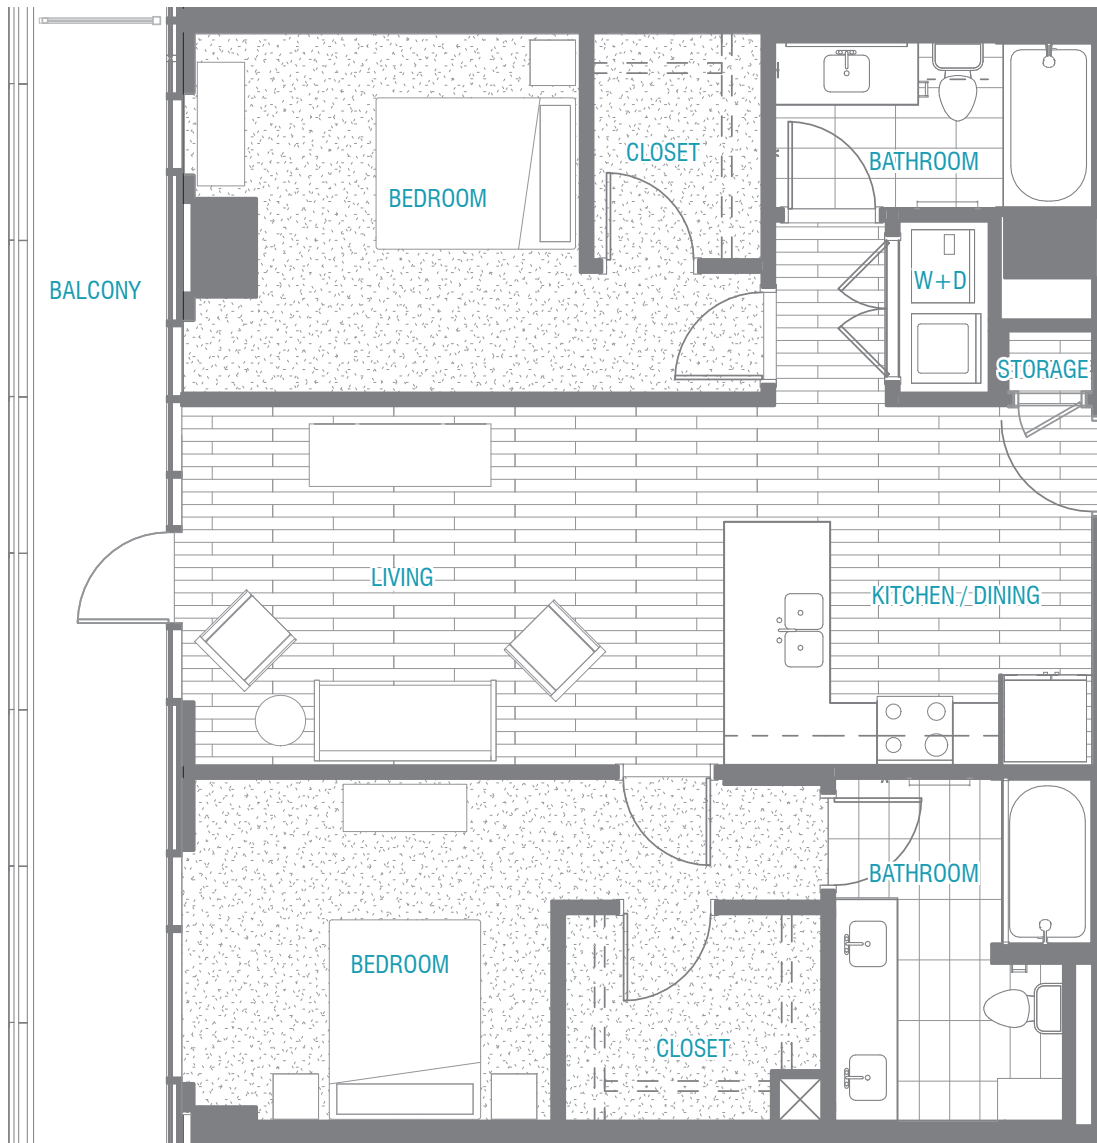 CLOSET
BATHROOM
BEDROOM
BALCONY
W+D
STORAGE
LIVING
KITCHEN / DINING
BATHROOM
BEDROOM
CLOSET